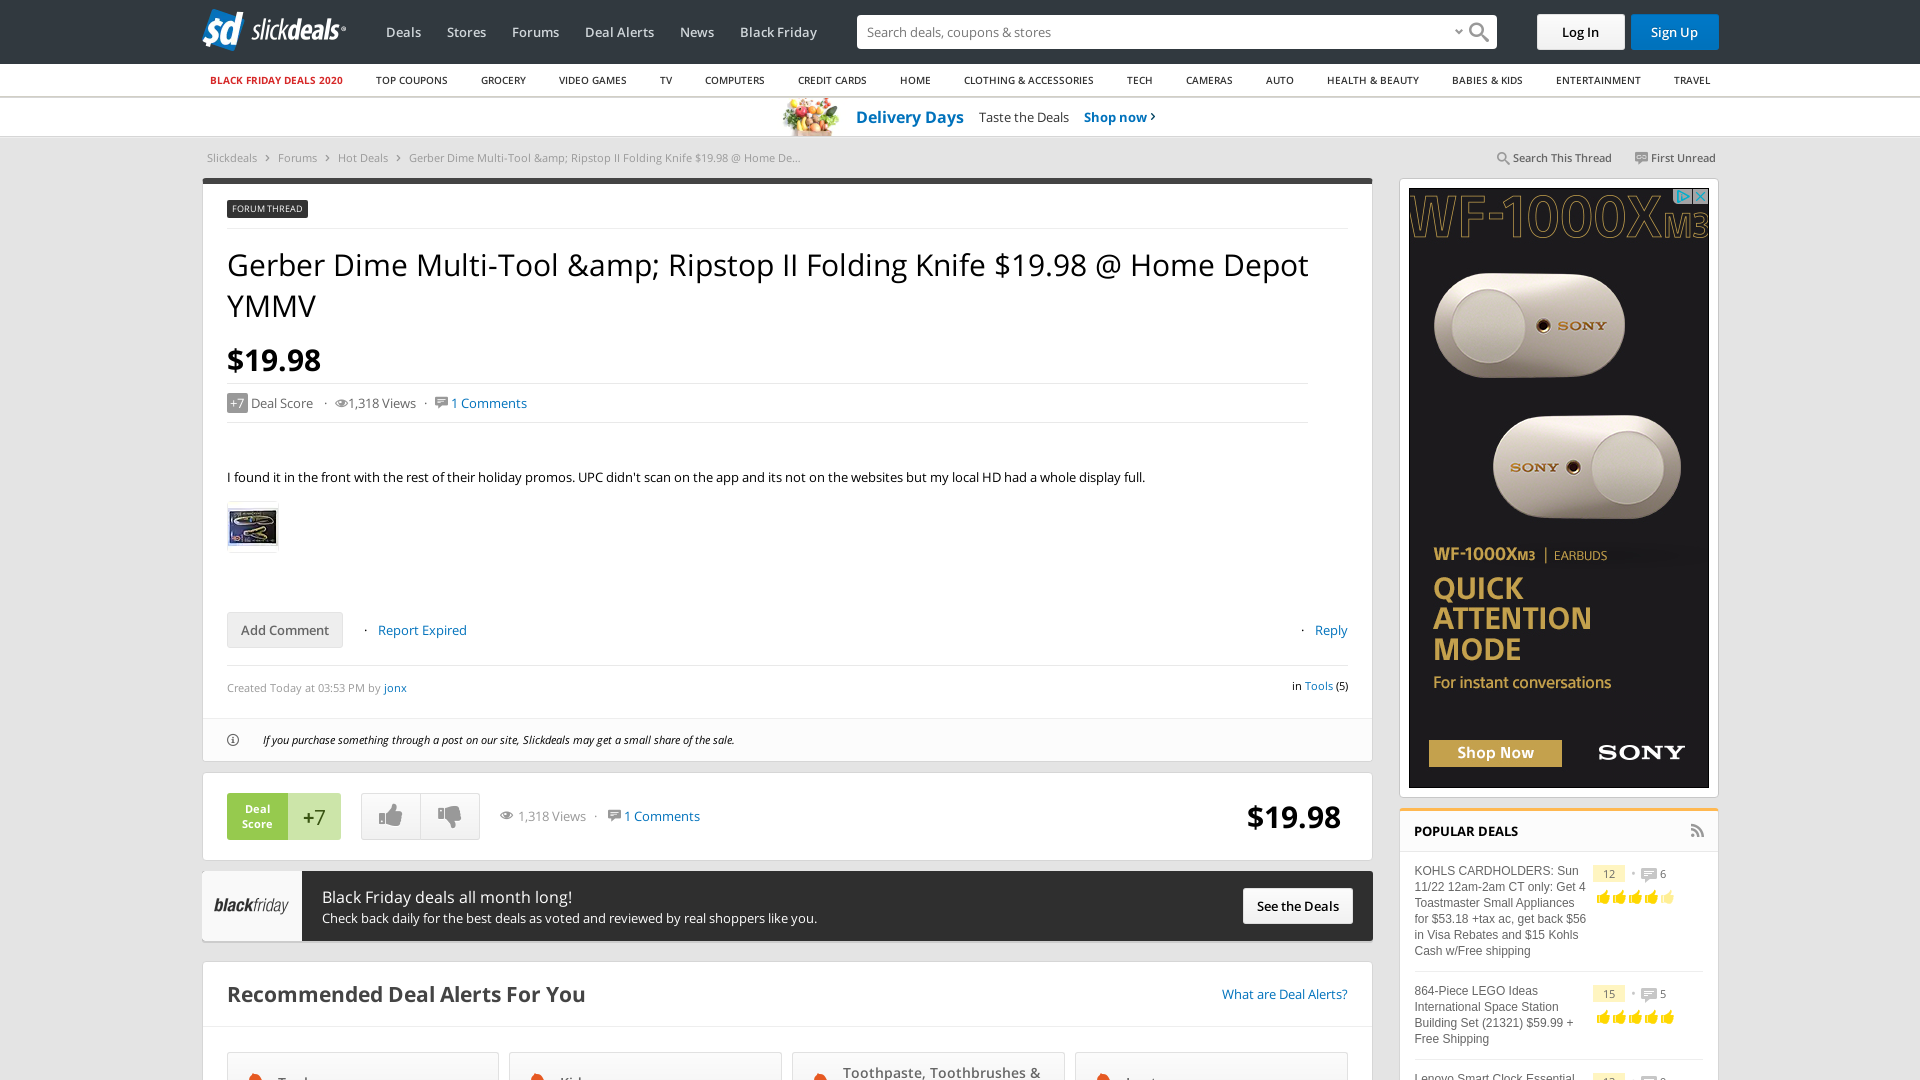 slickdeals
Deals
Stores
Forums
Deal Alerts
News
Black Friday
Search deals, coupons & socks
Log In
Sign Up
BLACK FRIDAY DEALS 2020
TOP COUPONS
GROCERY
VIDEO GAMES
TV
COMPUTERS
CREDIT CARDS
HOME
CLOTHING & ACCESSORIES
TECH
CAMERAS
AUTO
HEALTH & BEAUTY
BABIES & KIDS
ENTERTAINMENT
TRAVEL
Delivery Days Taste the Deals Shop now
Slickdeals > Forums > Hot Deals > Gerber Dime Multi-Tool &amp; Ripstop II Folding Knife $19.98 @ Home De...
Search This Thread
First Unread
FORUM THREAD
Gerber Dime Multi-Tool &amp; Ripstop II Folding Knife $19.98 @ Home Depot
YMMV
$19.98
+7 Deal Score · 1,318 Views · 1 Comments
I found it in the front with the rest of their holiday promos. UPC didn't scan on the app and its not on the websites but my local HD had a whole display full.
Add Comment · Report Expired
· Reply
Created Today at 03:53 PM by jonx
in Tools (5)
If you purchase something through a post on our site, Slickdeals may get a small share of the sale.
Deal
Score
+7
1,318 Views · 1 Comments
$19.98
blackfriday
Black Friday deals all month long!
Check back daily for the best deals as voted and reviewed by real shoppers like you.
See the Deals
Recommended Deal Alerts For You
What are Deal Alerts?
Toothpaste, Toothbrushes &
WF-1000XM3
SONY
SONY
WF-1000XM3 | EARBUDS
QUICK
ATTENTION
MODE
For instant conversations
Shop Now
SONY
POPULAR DEALS
KOHLS CARDHOLDERS: Sun
11/22 12am-2am CT only: Get 4
Toastmaster Small Appliances
for $53.18 +tax ac, get back $56
in Visa Rebates and $15 Kohls
Cash w/Free shipping
12 • 6
864-Piece LEGO Ideas
International Space Station
Building Set (21321) $59.99 +
Free Shipping
15 • 5
Lenovo Smart Clock Essential